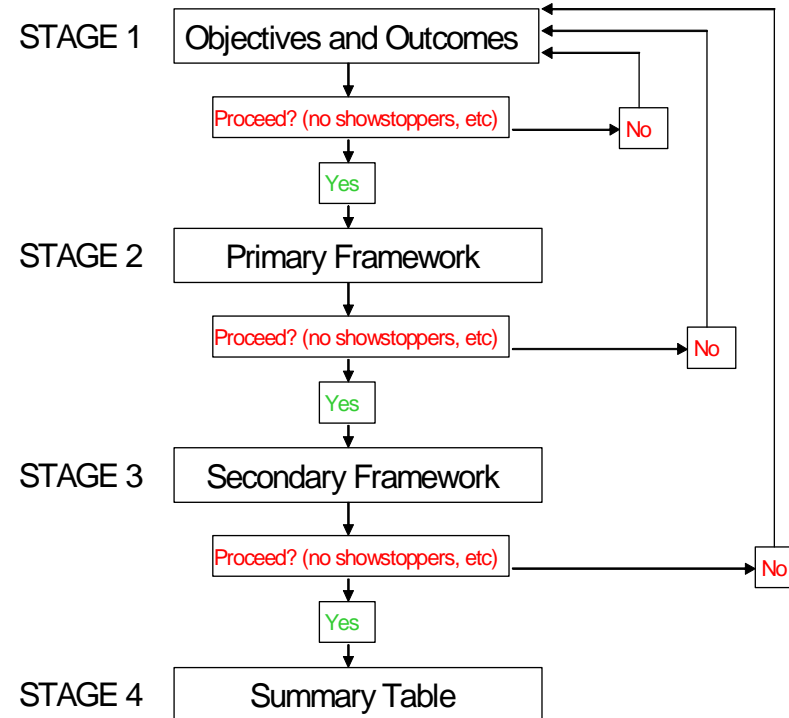 STAGE 1 Objectives and Outcomes
Proceed? (no showstoppers, etc) No
Yes
STAGE 2 Primary Framework
Proceed? (no showstoppers, etc) No
Yes
STAGE 3 Secondary Framework
Proceed? (no showstoppers, etc) No
Yes
STAGE 4 Summary Table